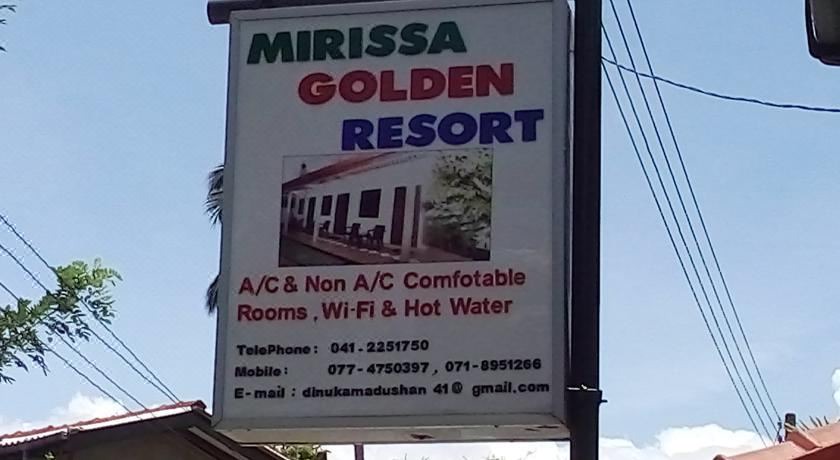 MIRISSA
GOLDEN
RESORT
A/C & Non A/C Comfotable
Rooms , Wi-Fi & Hot Water
TelePhone : 041 - 2251750
Mobile : 077 - 4750397 , 071 - 8951266
E - mail : dinukamadushan 41@ gmail.com